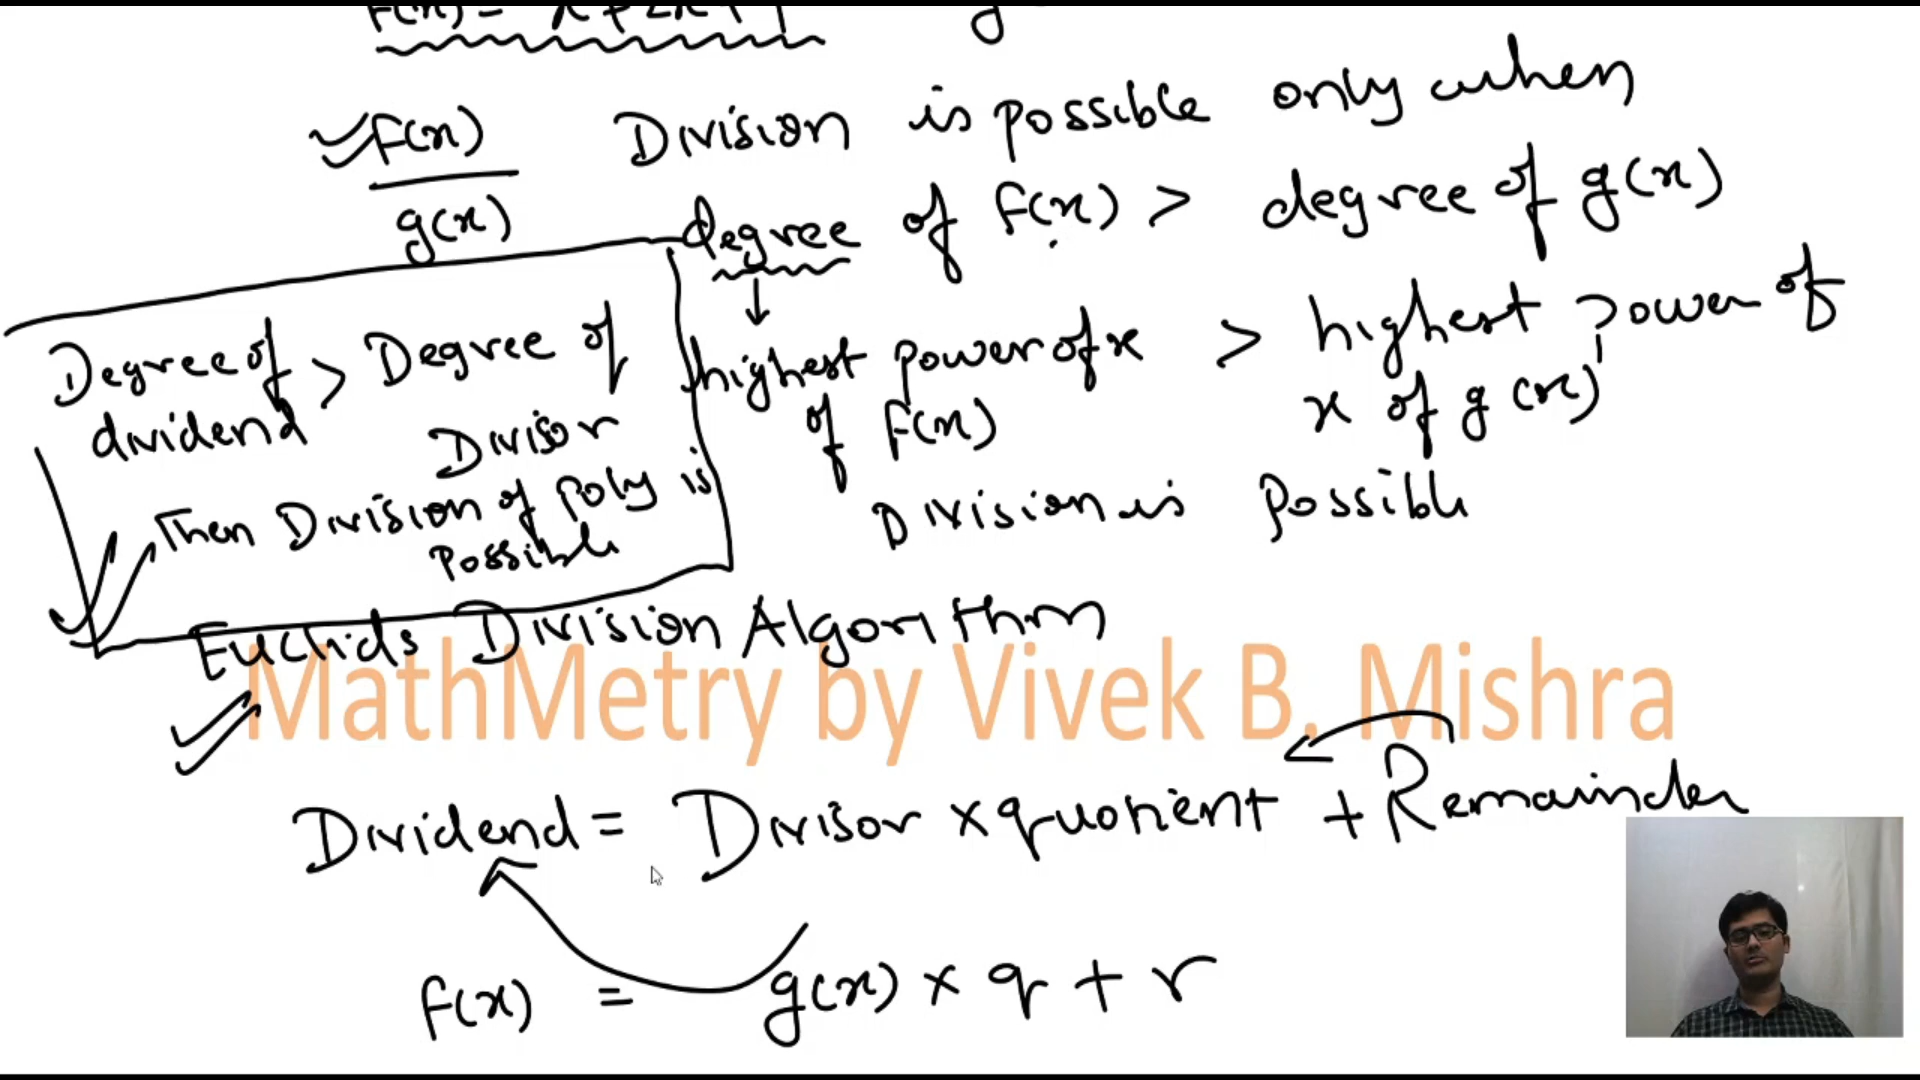 f(x)
g(x)
Division is possible only when
degree of f(x) > degree of g(x)
highest power of x > highest power of
of f(x)
x of g(x)
Division is possible
Degree of > Degree of
dividend
Divisor
Then Division of poly is
possible
Euclids Division Algorithm
MathMetry by Vivek B. Mishra
Dividend = Divisor × quotient + Remainder
f(x) = g(x) × q + r